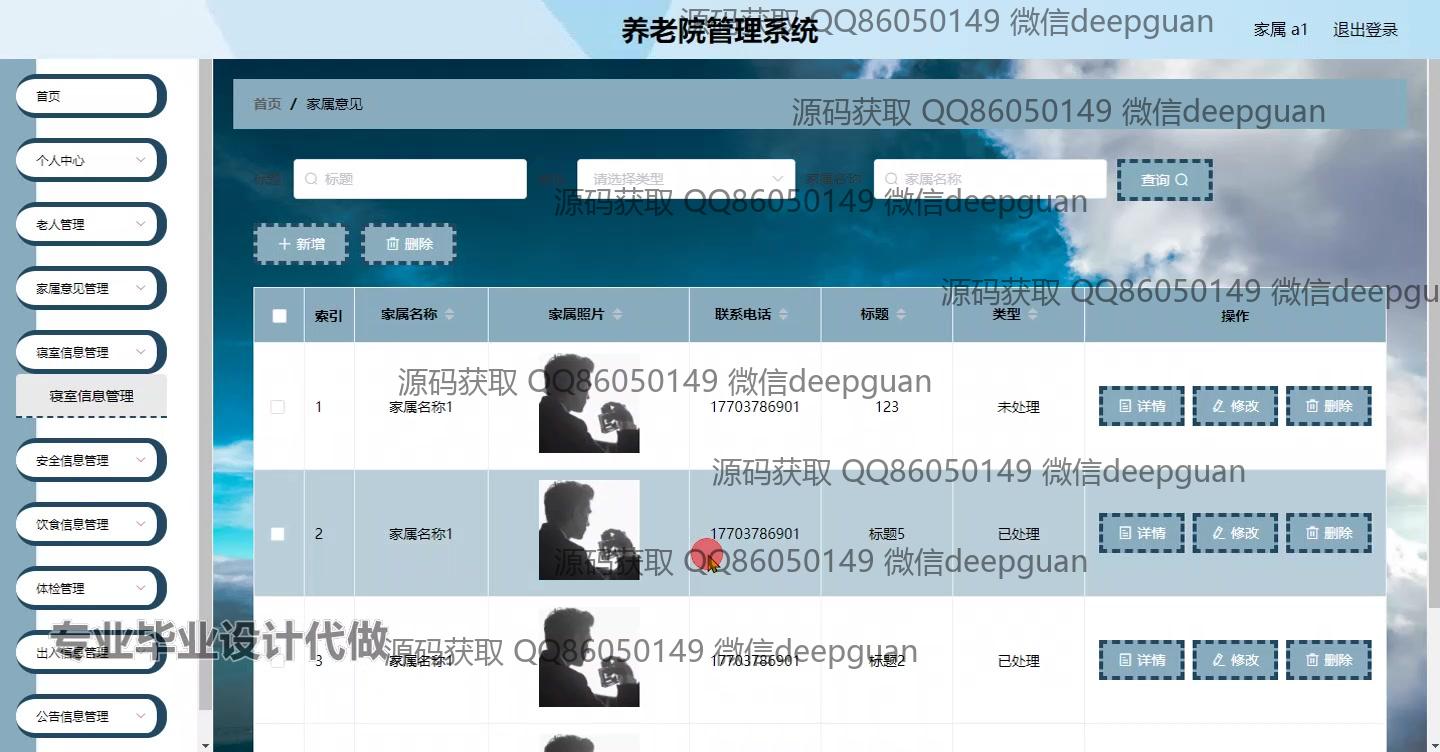 养老院管理系统
源码获取 QQ86050149 微信deepguan
家属 a1
退出登录
首页
个人中心
老人管理
家属意见管理
寝室信息管理
寝室信息管理
安全信息管理
饮食信息管理
体检管理
出入信息管理
公告信息管理
专业毕业设计代做
首页 / 家属意见
源码获取 QQ86050149 微信deepguan
标题
标题
请选择类型
家属名称
家属名称
查询
源码获取 QQ86050149 微信deepguan
新增
删除
源码获取 QQ86050149 微信deepgu
索引 家属名称 家属照片 联系电话 标题 类型 操作
源码获取 QQ86050149 微信deepguan
1 家属名称1 17703786901 123 未处理 详情 修改 删除
源码获取 QQ86050149 微信deepguan
2 家属名称1 17703786901 标题5 已处理 详情 修改 删除
源码获取 QQ86050149 微信deepguan
源码获取 QQ86050149 微信deepguan
3 家属名称1 17703786901 标题2 已处理 详情 修改 删除